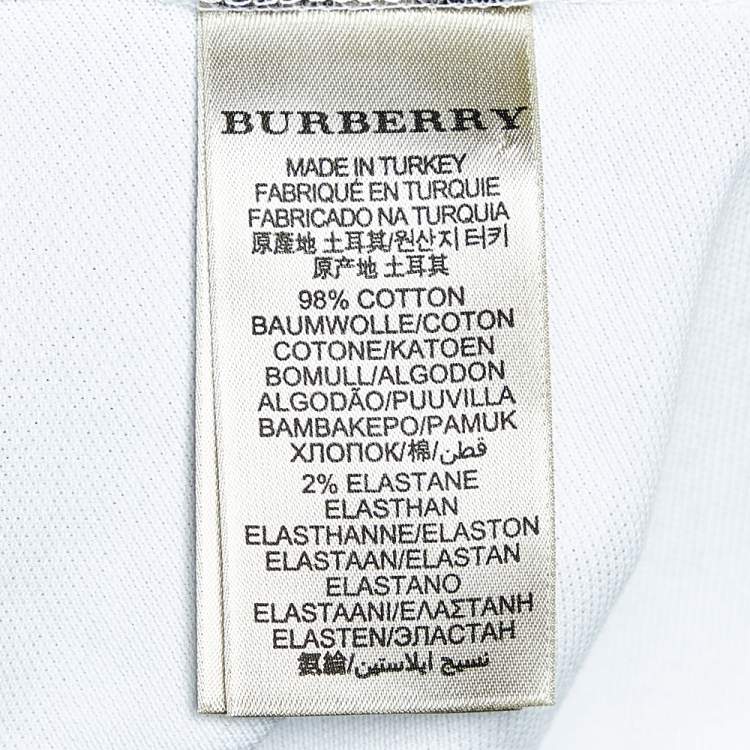 BURBERRY
MADE IN TURKEY
FABRIQUÉ EN TURQUIE
FABRICADO NA TURQUIA
原產地 土耳其/원산지 터키
原产地 土耳其
98% COTTON
BAUMWOLLE/COTON
COTONE/KATOEN
BOMULL/ALGODON
ALGODÃO/PUUVILLA
ΒΑΜΒΑΚΕΡΟ/PAMUK
ХЛОПОК/棉/قطن
2% ELASTANE
ELASTHAN
ELASTHANNE/ELASTON
ELASTAAN/ELASTAN
ELASTANO
ELASTAANI/ΕΛΑΣΤΑΝΗ
ELASTEN/ЭЛАСТАН
氨綸/نسيج ايلاستين